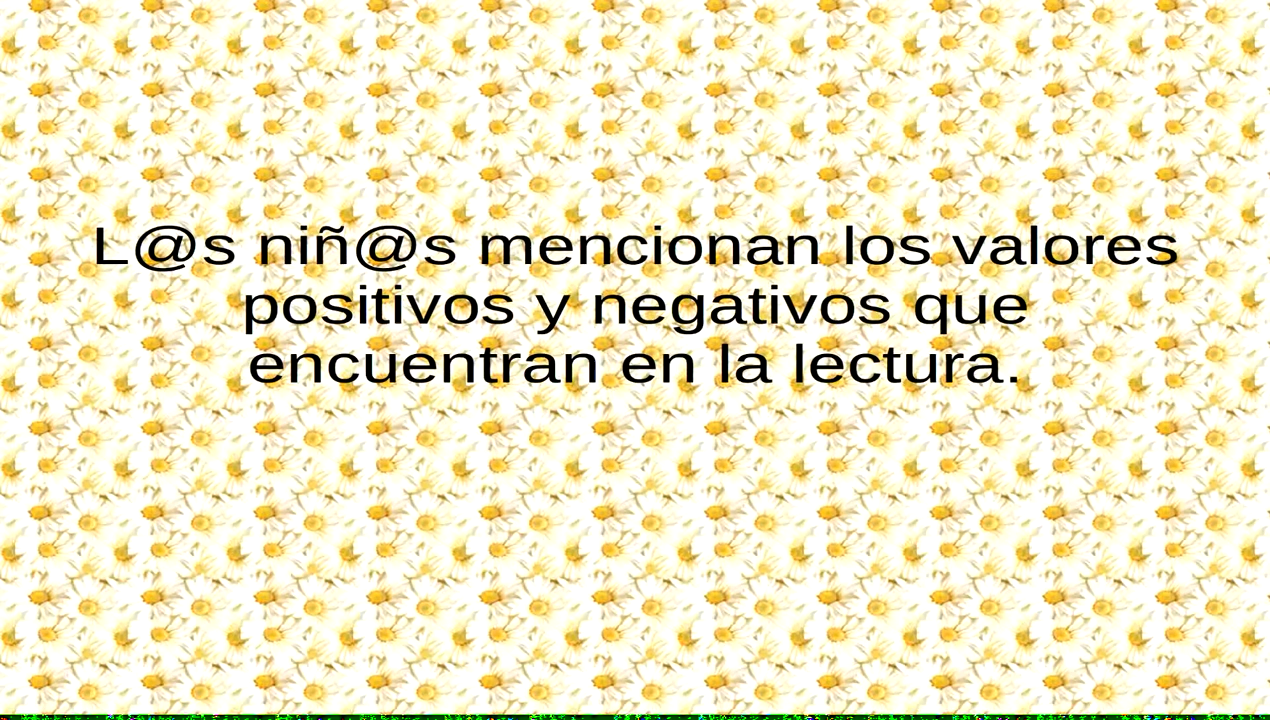 L@s niñ@s mencionan los valores
positivos y negativos que
encuentran en la lectura.